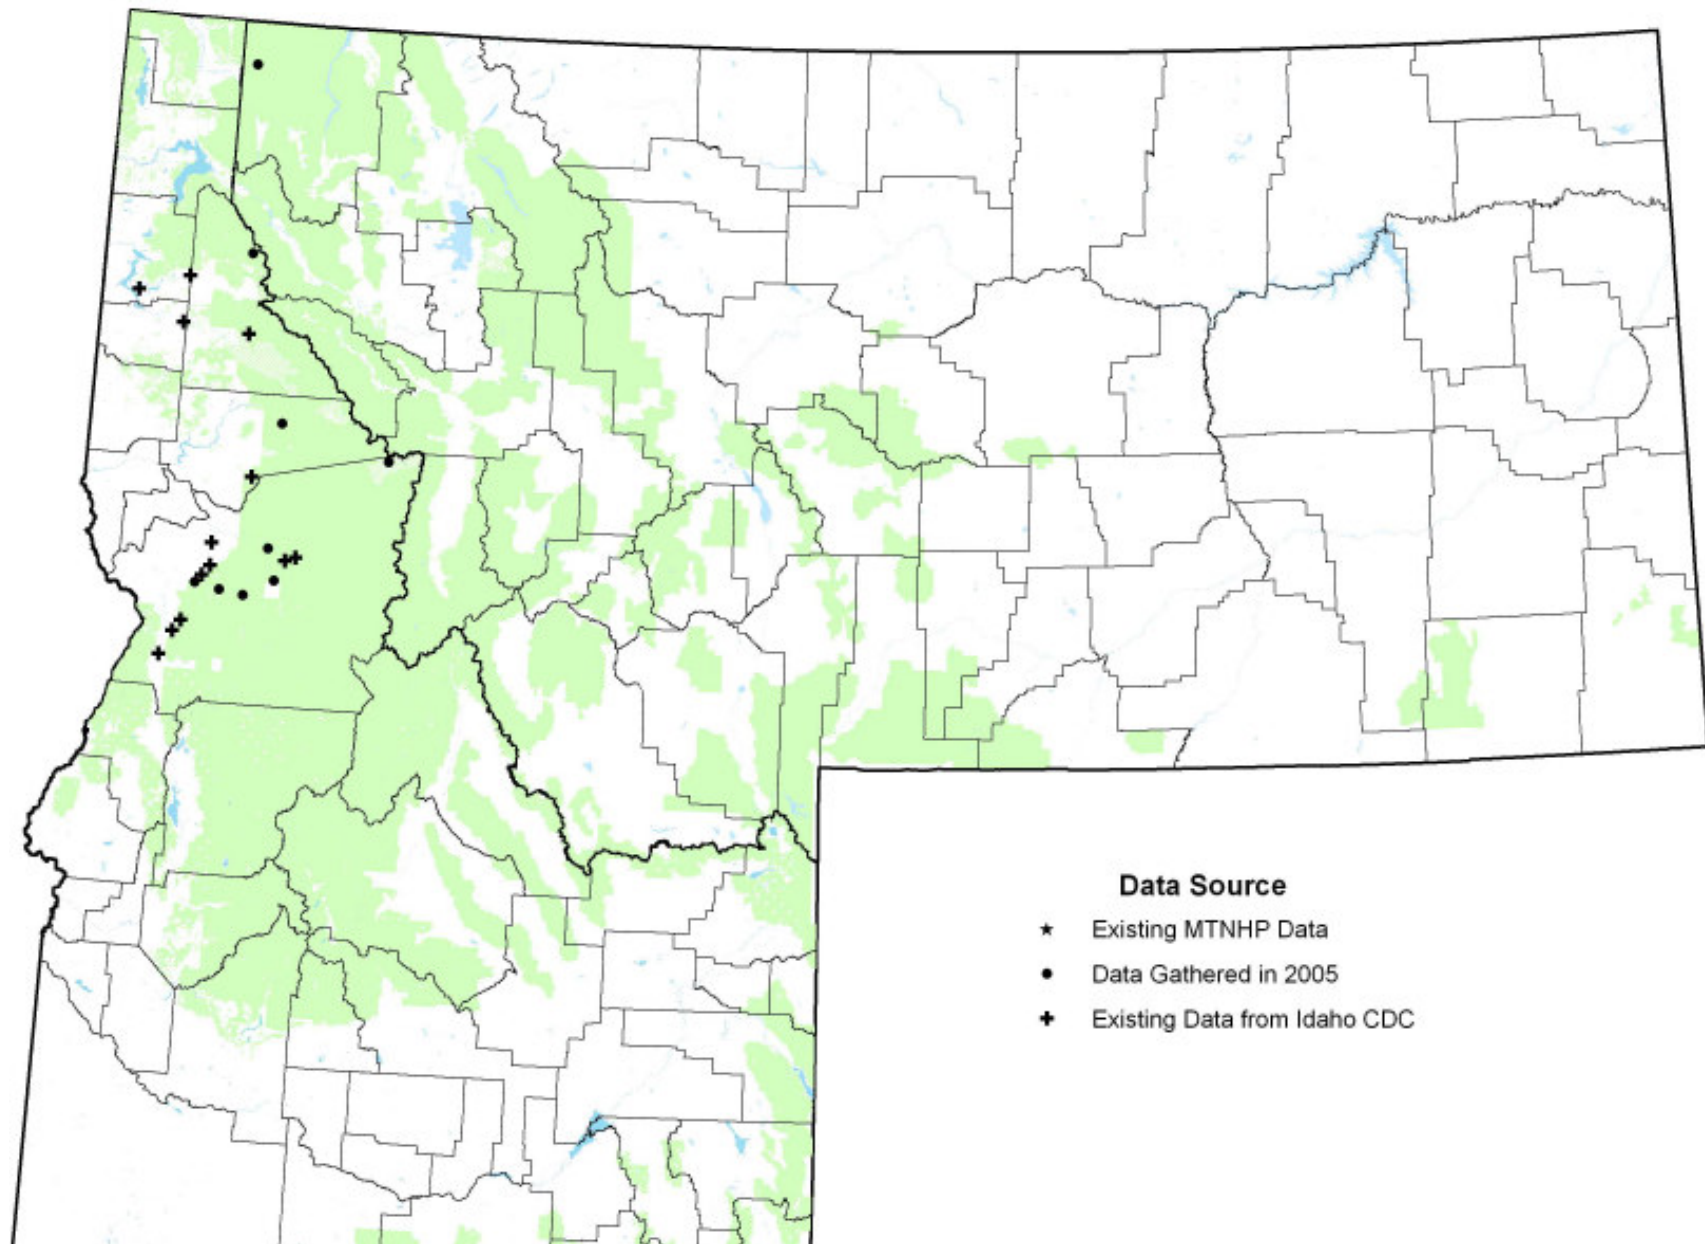 Data Source
Existing MTNHP Data
Data Gathered in 2005
Existing Data from Idaho CDC